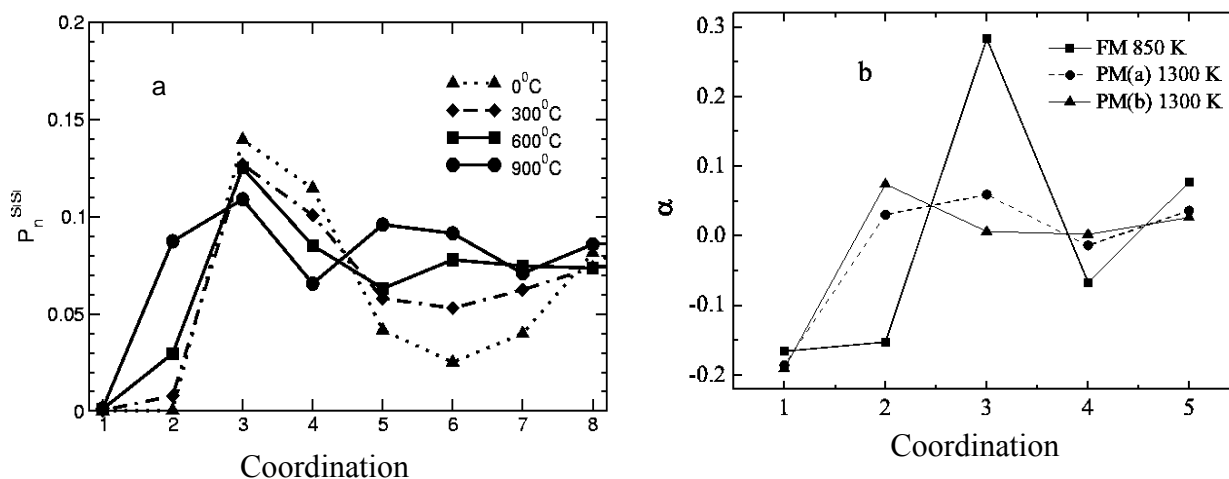 0.2
0.15
0.1
0.05
0
P_n^SiSi
a
0°C
300°C
600°C
900°C
1 2 3 4 5 6 7 8
Coordination
0.3
0.2
0.1
0.0
-0.1
-0.2
α
b
FM 850 K
PM(a) 1300 K
PM(b) 1300 K
1 2 3 4 5
Coordination